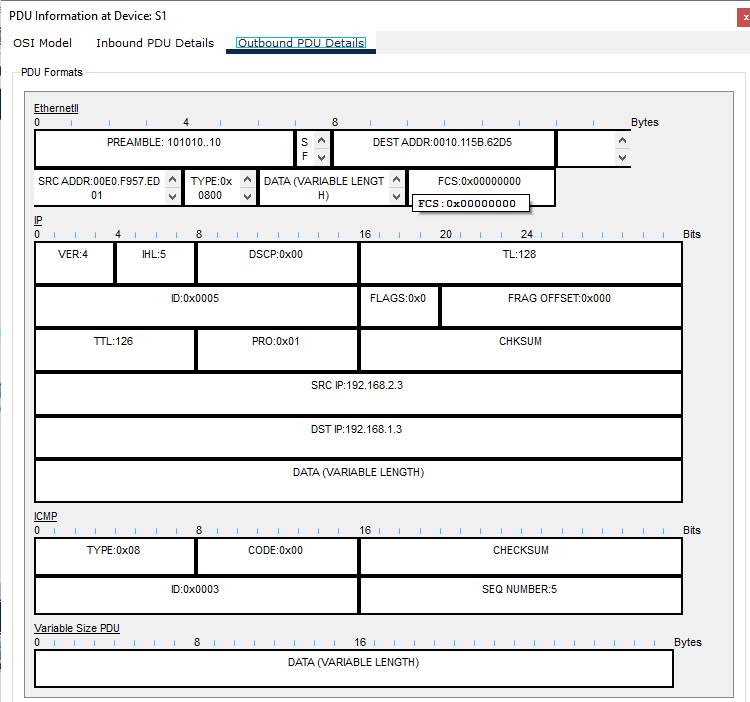 PDU Information at Device: S1
x
OSI Model Inbound PDU Details Outbound PDU Details
PDU Formats
EthernetII
0 4 8 Bytes
PREAMBLE: 101010..10
S
F
DEST ADDR:0010.115B.62D5
SRC ADDR:00E0.F957.ED
01
TYPE:0x
0800
DATA (VARIABLE LENGT
H)
FCS:0x00000000
FCS:0x00000000
IP
0 4 8 16 20 24 Bits
VER:4 IHL:5 DSCP:0x00 TL:128
ID:0x0005 FLAGS:0x0 FRAG OFFSET:0x000
TTL:126 PRO:0x01 CHKSUM
SRC IP:192.168.2.3
DST IP:192.168.1.3
DATA (VARIABLE LENGTH)
ICMP
0 8 16 Bits
TYPE:0x08 CODE:0x00 CHECKSUM
ID:0x0003 SEQ NUMBER:5
Variable Size PDU
0 8 16 Bytes
DATA (VARIABLE LENGTH)